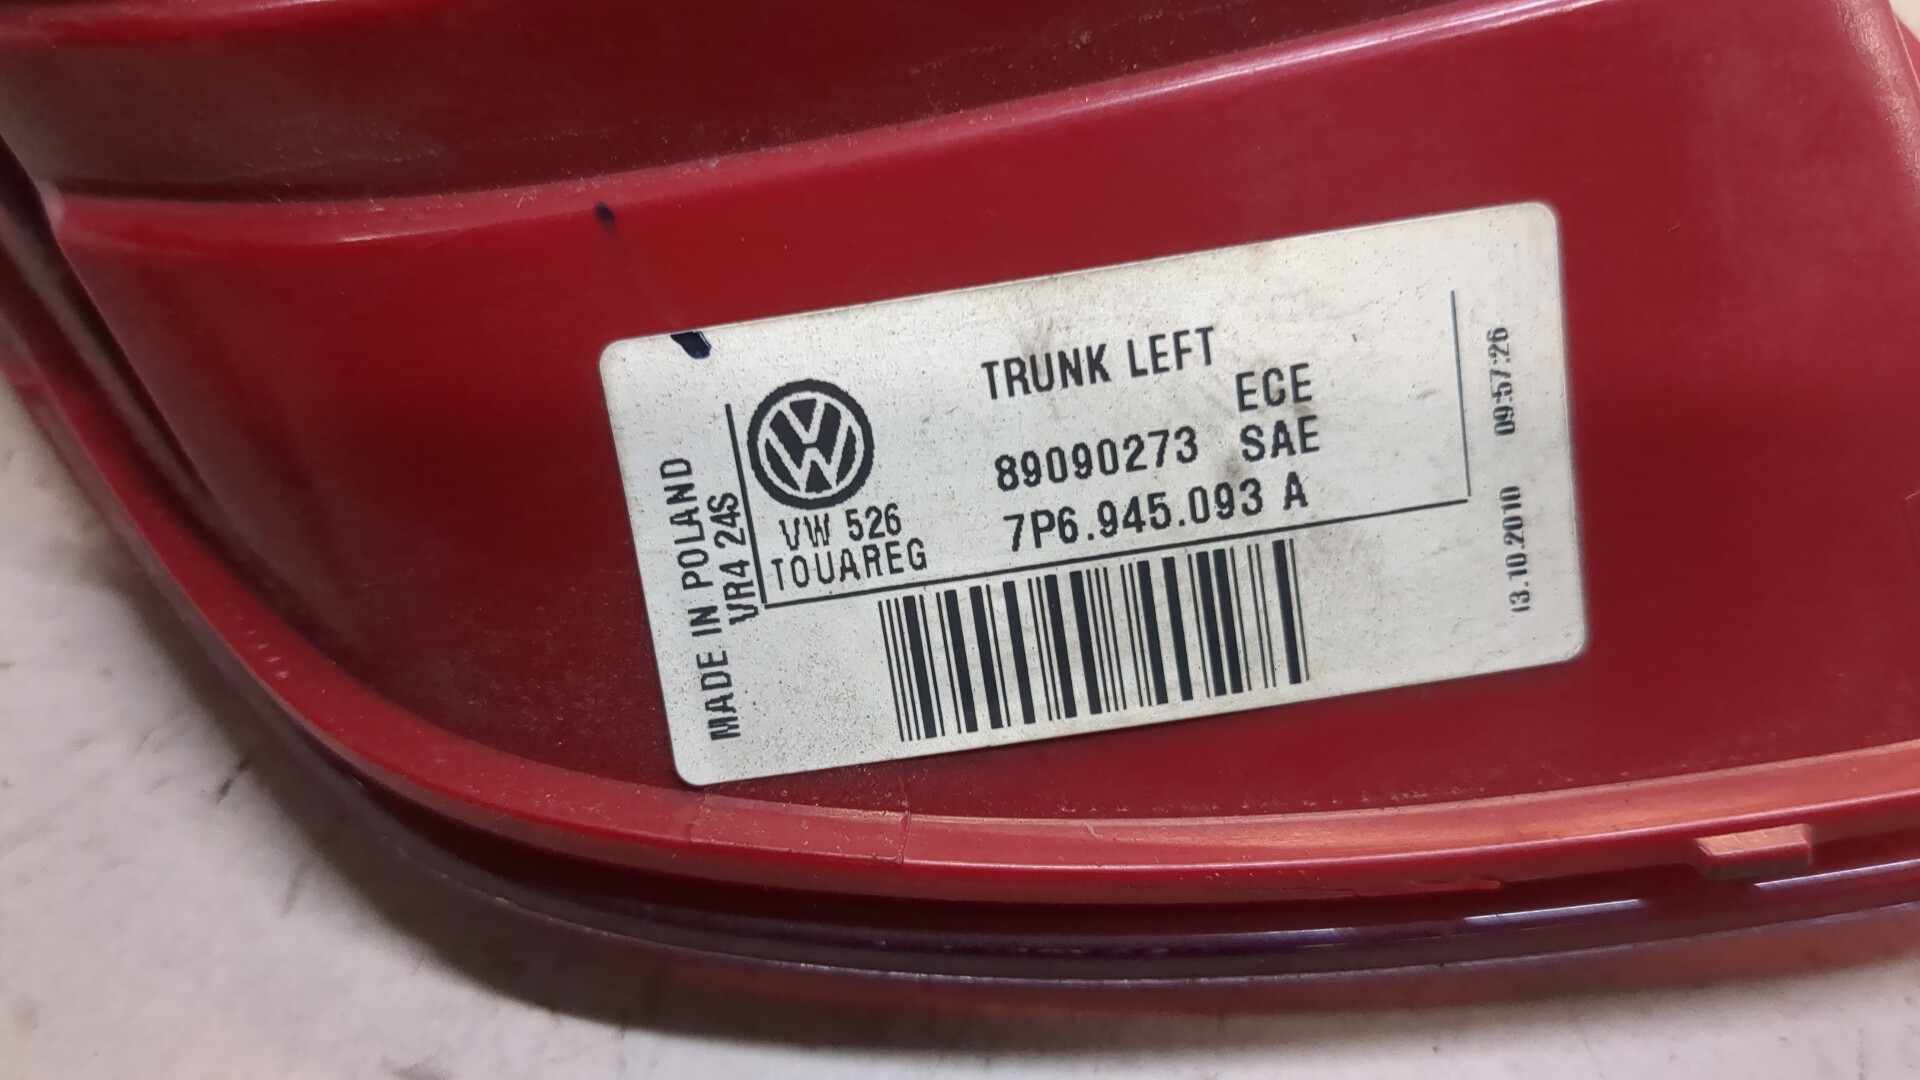 TRUNK LEFT
ECE
89090273 SAE
7P6.945.093 A
VW 526
TOUAREG
MADE IN POLAND
VR4 24S
13.10.2010 09:57:26